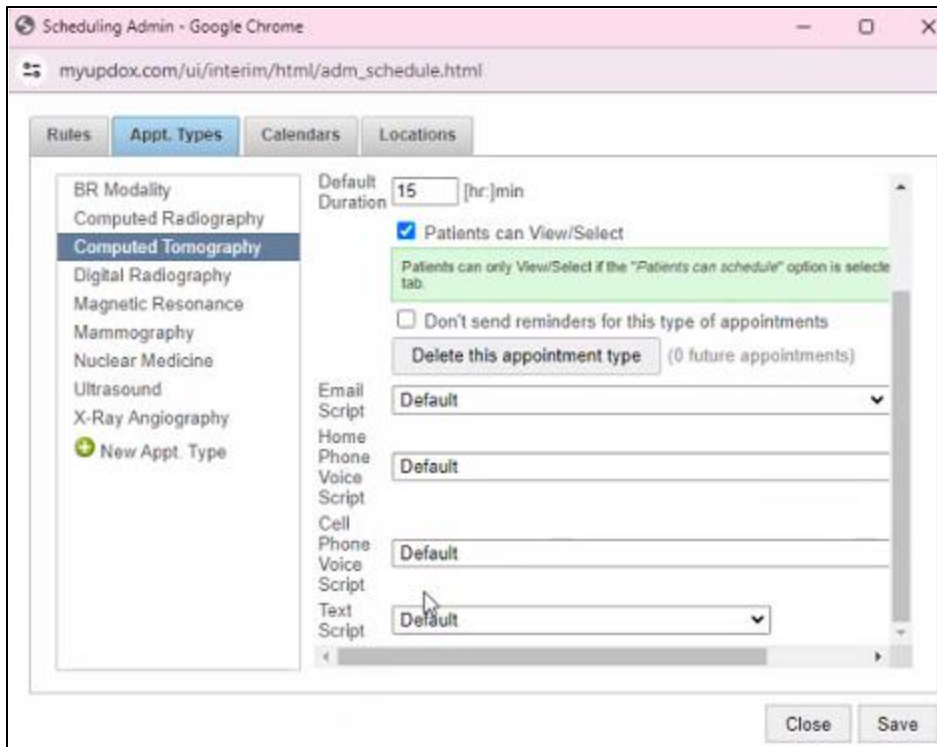 Scheduling Admin - Google Chrome
myupdox.com/ui/interim/html/adm_schedule.html
Rules
Appt. Types
Calendars
Locations
BR Modality
Computed Radiography
Computed Tomography
Digital Radiography
Magnetic Resonance
Mammography
Nuclear Medicine
Ultrasound
X-Ray Angiography
New Appt. Type
Default
Duration
15 [hr:]min
Patients can View/Select
Patients can only View/Select if the "Patients can schedule" option is selecte
tab.
Don't send reminders for this type of appointments
Delete this appointment type (0 future appointments)
Email
Script
Default
Home
Phone
Voice
Script
Default
Cell
Phone
Voice
Script
Default
Text
Script
Default
Close
Save